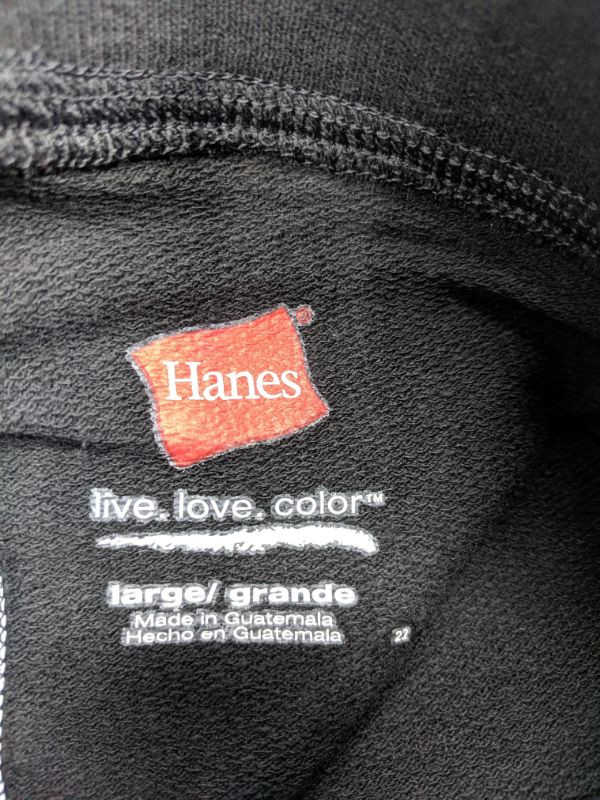 Hanes®
live.love.color™
large/ grande
Made in Guatemala
Hecho en Guatemala
22